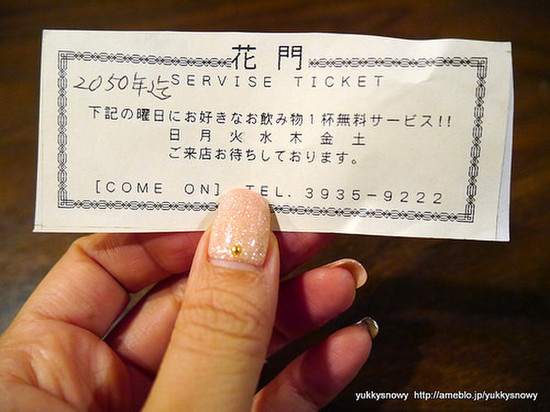 花門
2050年迄 SERVISE TICKET
下記の曜日にお好きなお飲み物１杯無料サービス!!
日 月 火 水 木 金 土
ご来店お待ちしております。
[COME ON] TEL. 3935-9222
yukkysnowy http://ameblo.jp/yukkysnowy